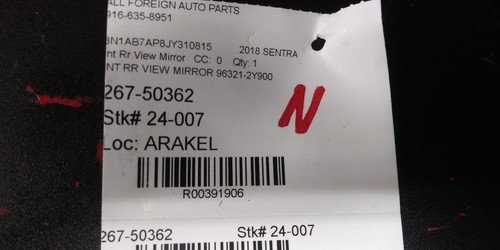 ALL FOREIGN AUTO PARTS
916-635-8951
3N1AB7AP8JY310815 2018 SENTRA
Int Rr View Mirror CC: 0 Qty: 1
INT RR VIEW MIRROR 96321-2Y900
267-50362
N
Stk# 24-007
Loc: ARAKEL
R00391906
267-50362 Stk# 24-007